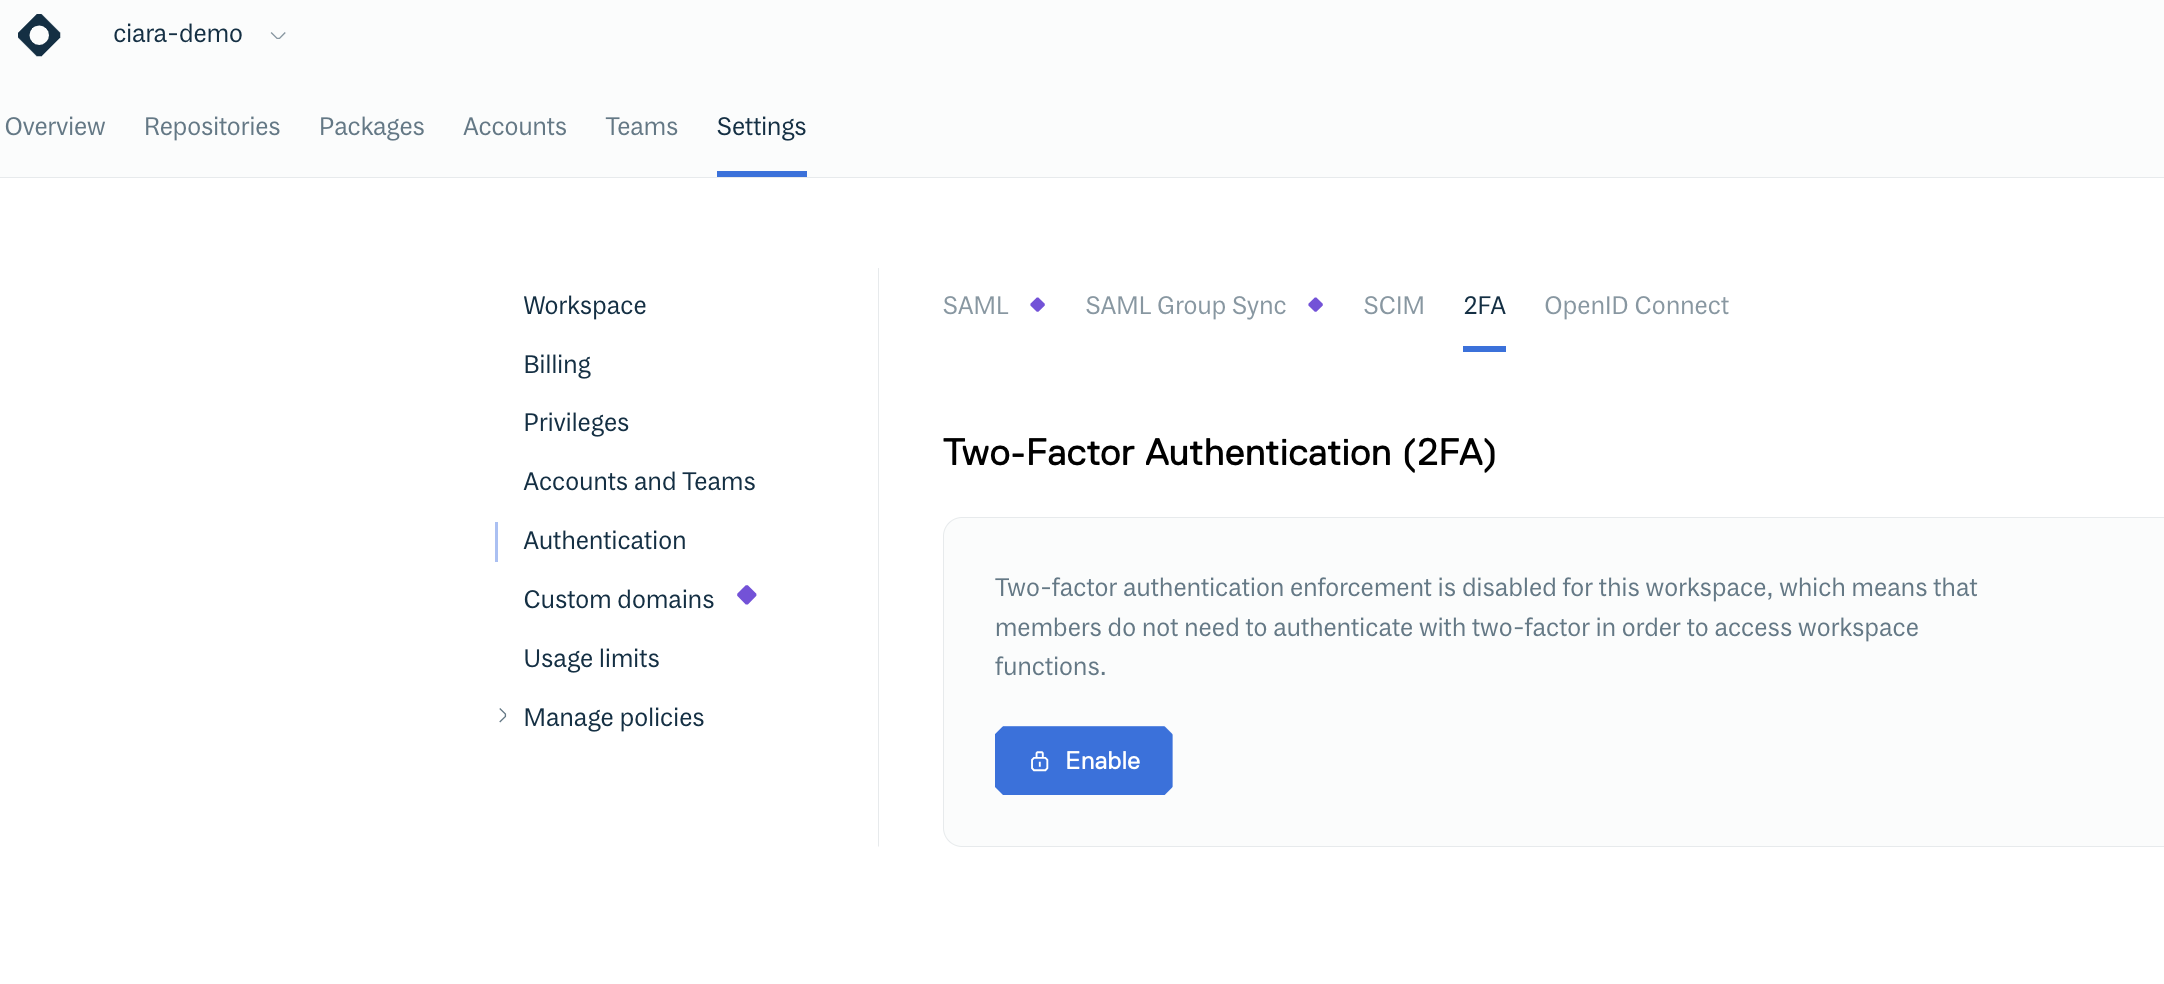 ciara-demo
Overview Repositories Packages Accounts Teams Settings
Workspace
Billing
Privileges
Accounts and Teams
Authentication
Custom domains
Usage limits
Manage policies
SAML SAML Group Sync SCIM 2FA OpenID Connect
Two-Factor Authentication (2FA)
Two-factor authentication enforcement is disabled for this workspace, which means that
members do not need to authenticate with two-factor in order to access workspace
functions.
Enable